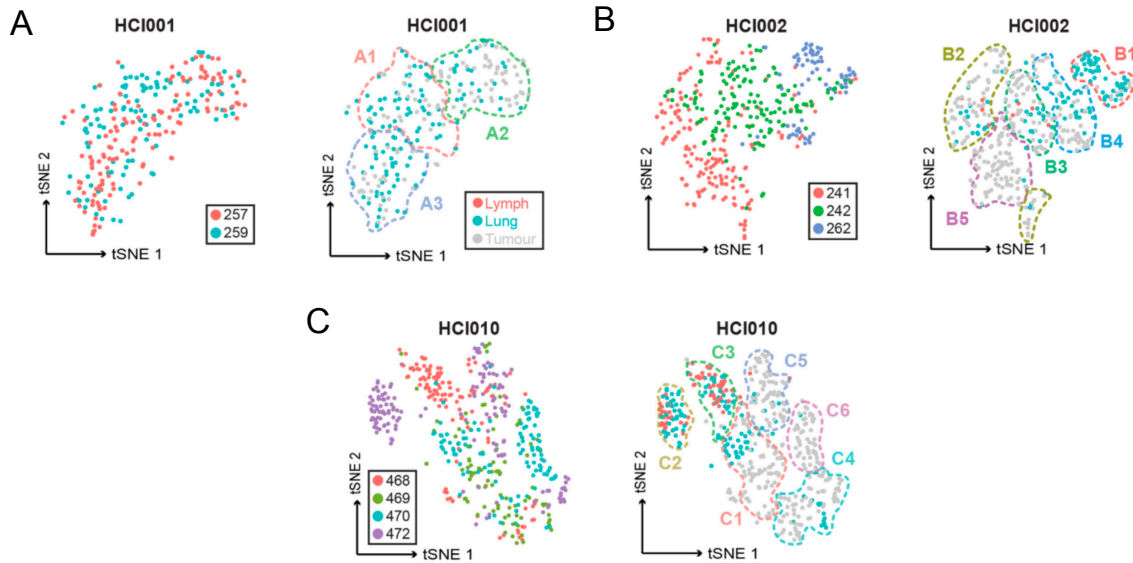 A
HCI001
tSNE 2
tSNE 1
257
259
HCI001
A1
A2
A3
tSNE 2
tSNE 1
Lymph
Lung
Tumour
B
HCI002
tSNE 2
tSNE 1
241
242
262
HCI002
B2
B1
B4
B3
B5
tSNE 2
tSNE 1
C
HCI010
tSNE 2
tSNE 1
468
469
470
472
HCI010
C3
C5
C6
C2
C4
C1
tSNE 2
tSNE 1